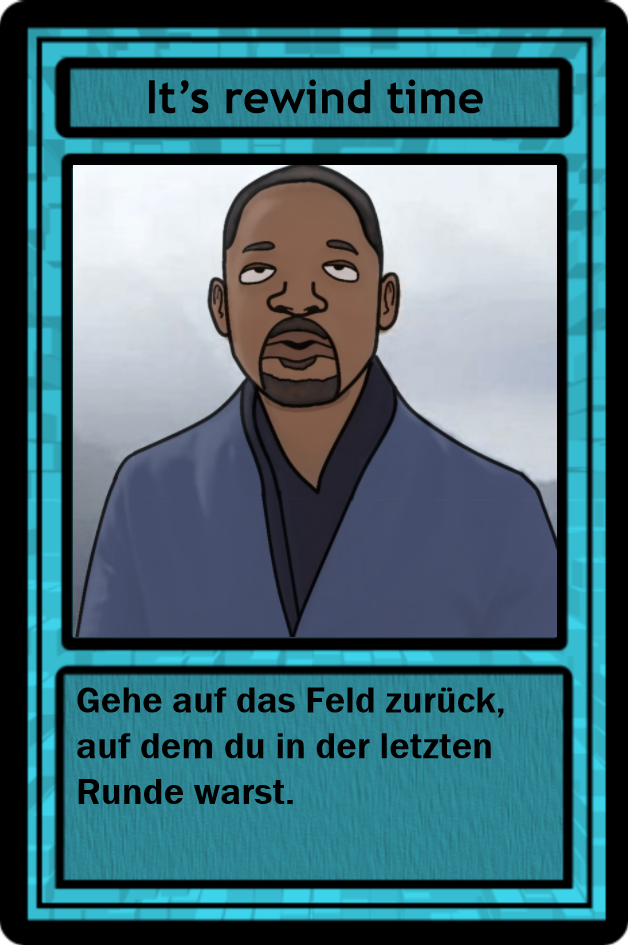 It’s rewind time
Gehe auf das Feld zurück,
auf dem du in der letzten
Runde warst.